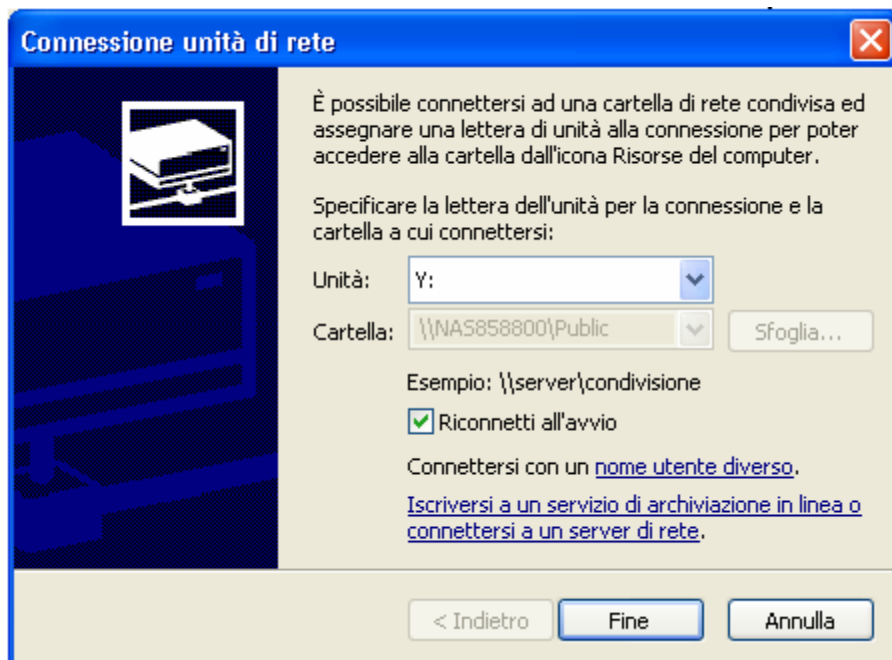 Connessione unità di rete
È possibile connettersi ad una cartella di rete condivisa ed
assegnare una lettera di unità alla connessione per poter
accedere alla cartella dall'icona Risorse del computer.
Specificare la lettera dell'unità per la connessione e la
cartella a cui connettersi:
Unità: Y:
Cartella: \\NAS858800\Public Sfoglia...
Esempio: \\server\condivisione
Riconnetti all'avvio
Connettersi con un nome utente diverso.
Iscriversi a un servizio di archiviazione in linea o
connettersi a un server di rete.
< Indietro Fine Annulla